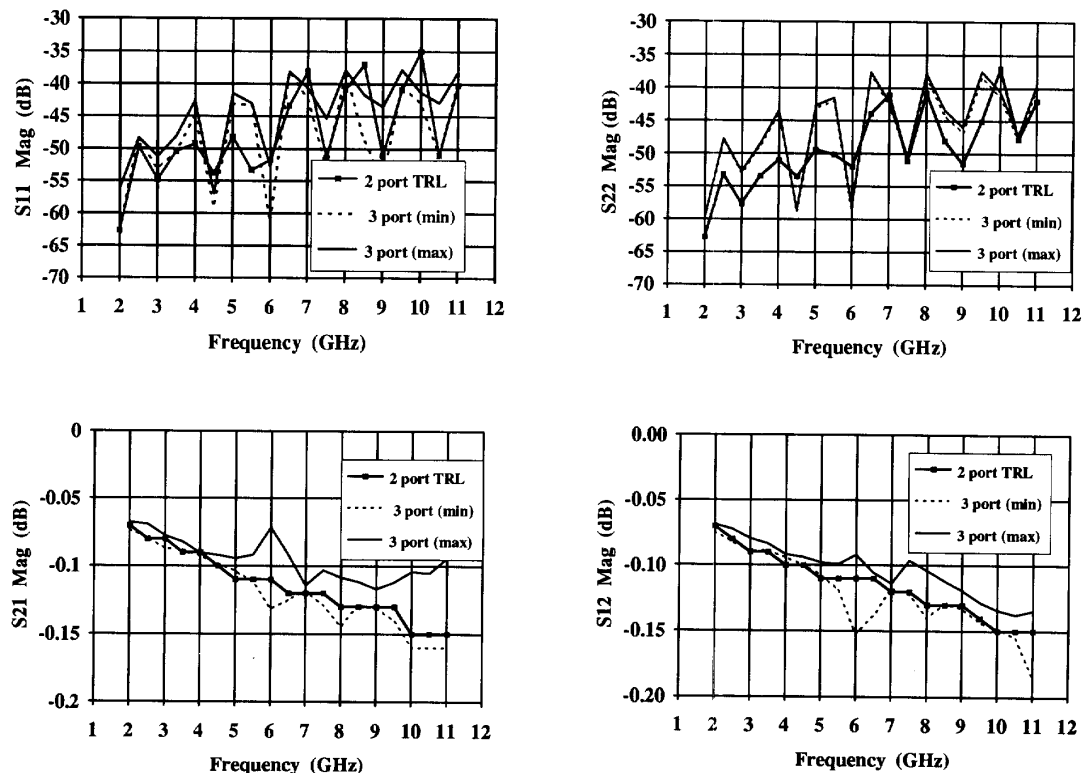 -30
-35
-40
-45
-50
-55
-60
-65
-70
S11 Mag (dB)
2 port TRL
3 port (min)
3 port (max)
1 2 3 4 5 6 7 8 9 10 11 12
Frequency (GHz)
-30
-35
-40
-45
-50
-55
-60
-65
-70
S22 Mag (dB)
2 port TRL
3 port (min)
3 port (max)
1 2 3 4 5 6 7 8 9 10 11 12
Frequency (GHz)
0
-0.05
-0.1
-0.15
-0.2
S21 Mag (dB)
2 port TRL
3 port (min)
3 port (max)
1 2 3 4 5 6 7 8 9 10 11 12
Frequency (GHz)
0.00
-0.05
-0.10
-0.15
-0.20
S12 Mag (dB)
2 port TRL
3 port (min)
3 port (max)
1 2 3 4 5 6 7 8 9 10 11 12
Frequency (GHz)